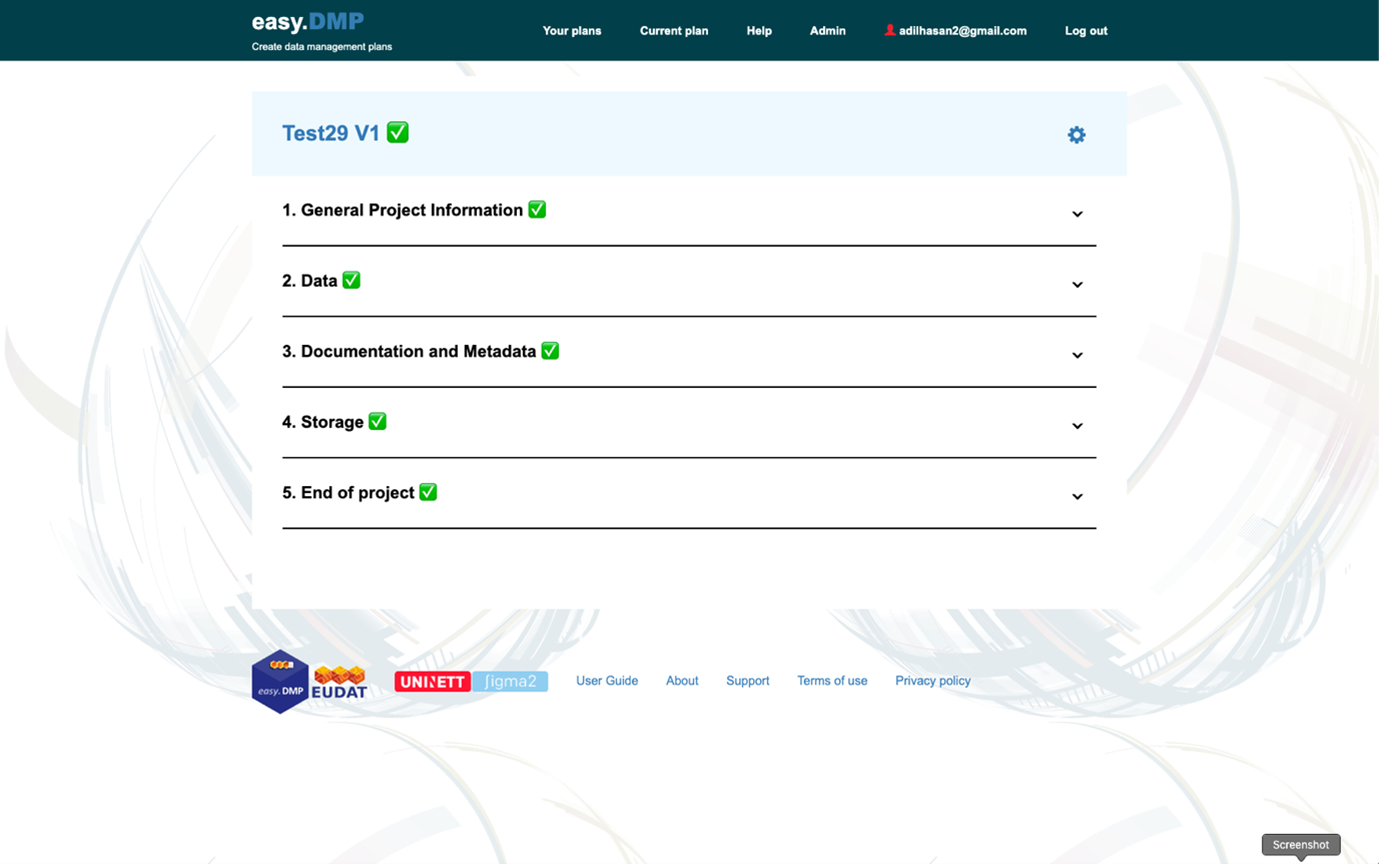 easy.DMP
Create data management plans
Your plans
Current plan
Help
Admin
adilhasan2@gmail.com
Log out
Test29 V1
1. General Project Information
2. Data
3. Documentation and Metadata
4. Storage
5. End of project
easy.DMP
EUDAT
UNINETT
sigma2
User Guide
About
Support
Terms of use
Privacy policy
Screenshot